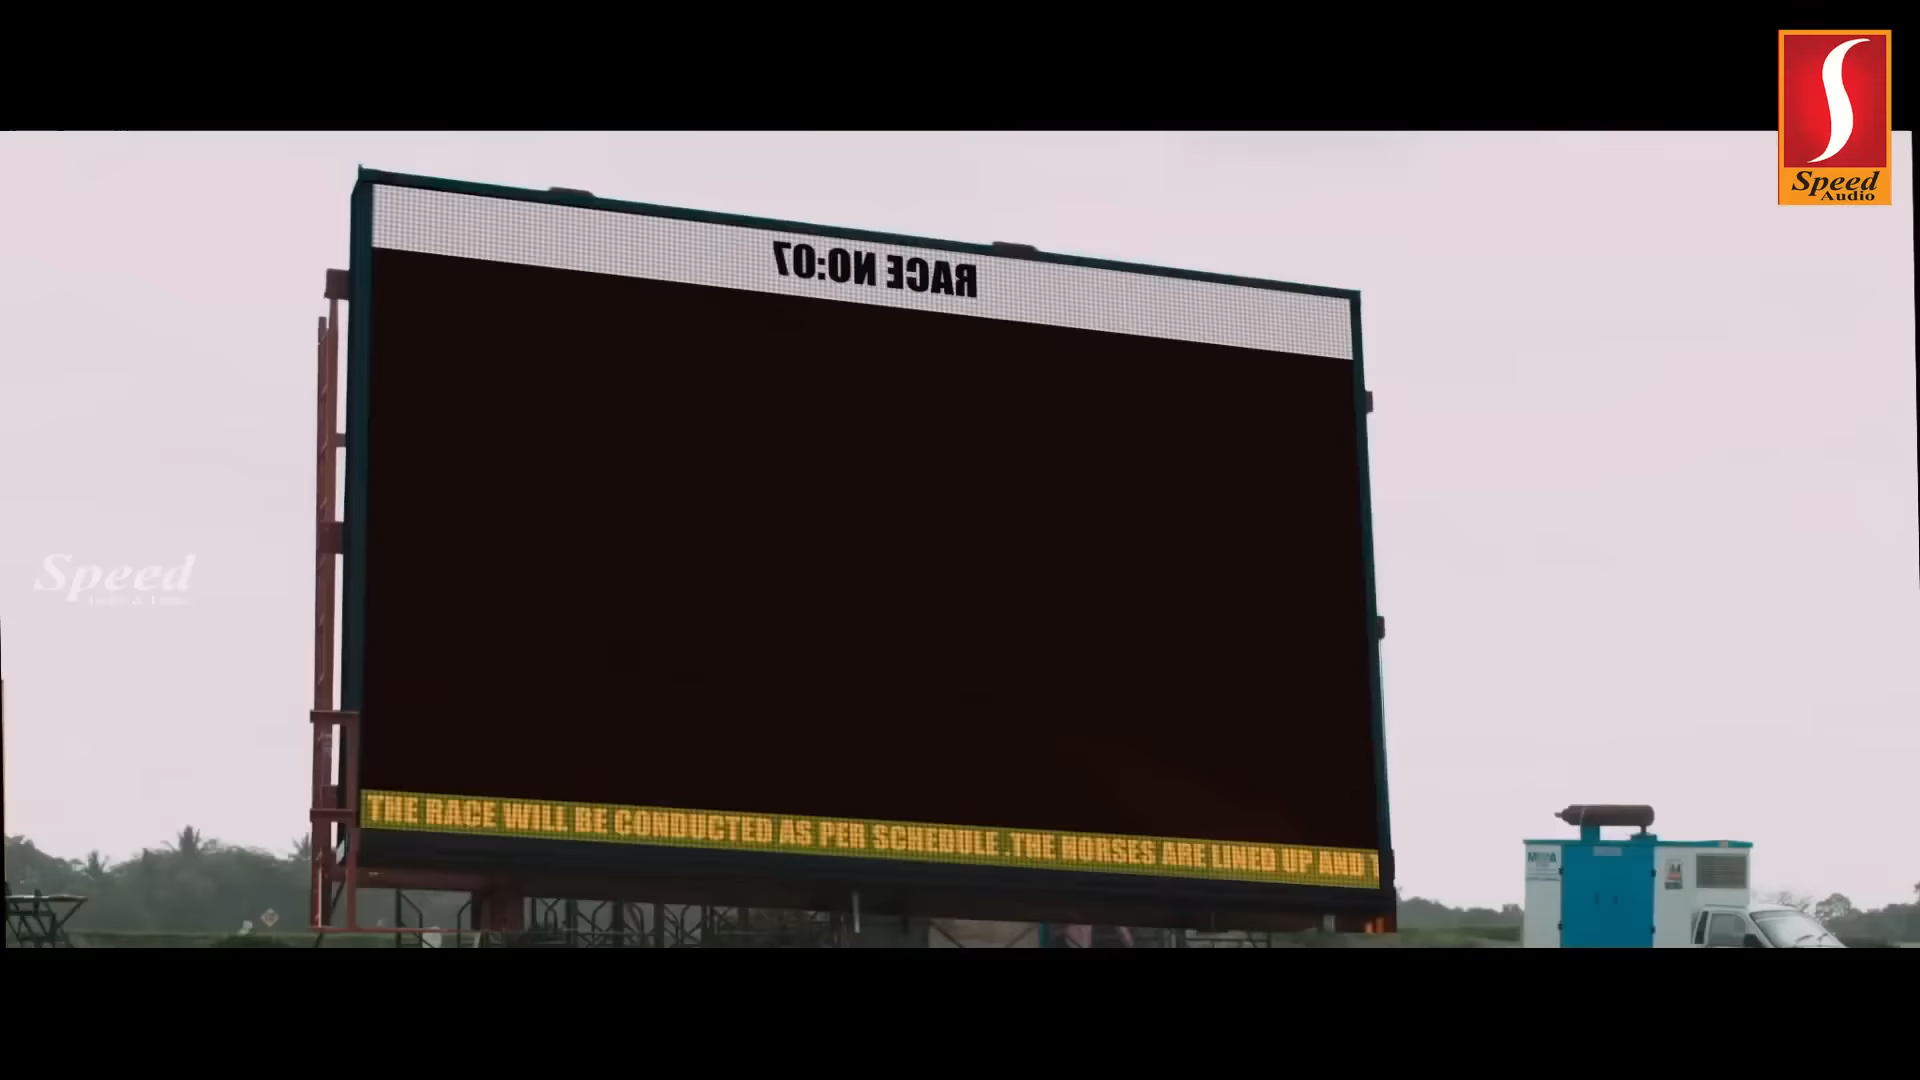 RACE NO:07
THE RACE WILL BE CONDUCTED AS PER SCHEDULE.THE HORSES ARE LINED UP AND T
Speed
Audio
Speed